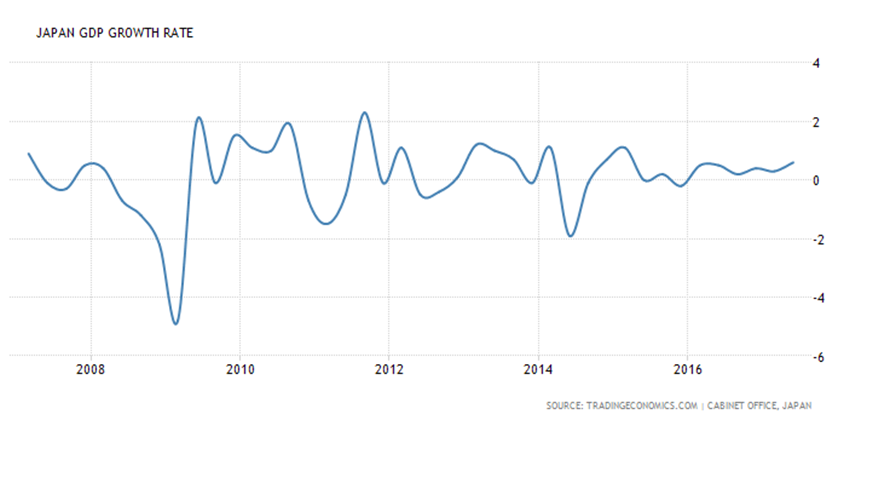 JAPAN GDP GROWTH RATE
4
2
0
-2
-4
-6
2008 2010 2012 2014 2016
SOURCE: TRADINGECONOMICS.COM | CABINET OFFICE, JAPAN